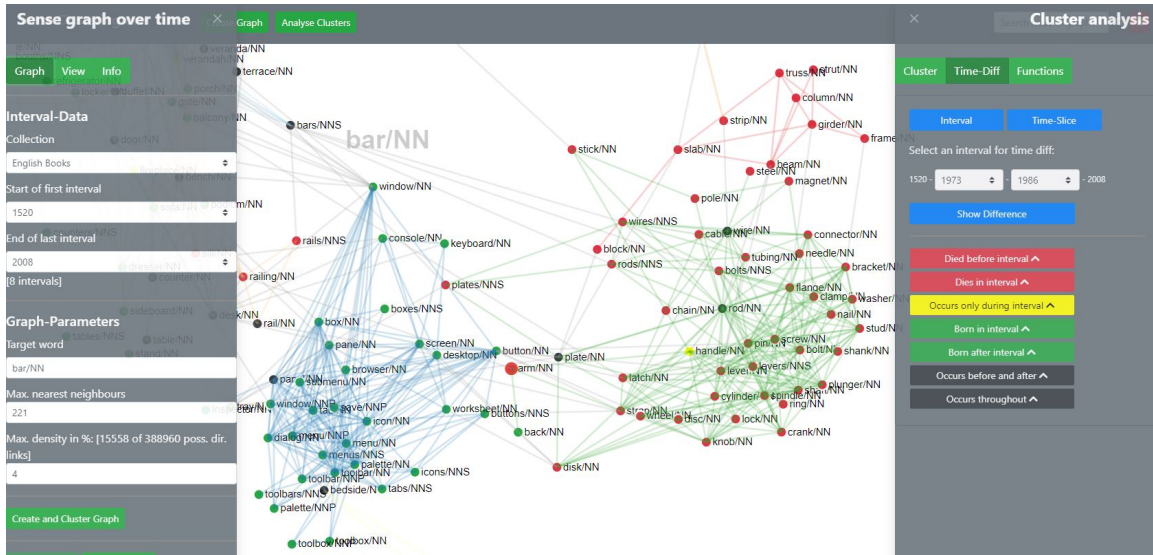 Sense graph over time
×
Graph
Analyse Clusters
×
Cluster analysis
Graph
View
Info
Interval-Data
Collection
English Books
Start of first interval
1520
End of last interval
2008
[8 intervals]
Graph-Parameters
Target word
bar/NN
Max. nearest neighbours
221
Max. density in %: [15558 of 388960 poss. dir.
links]
4
Create and Cluster Graph
bar/NN
veranda/NN
terrace/NN
bars/NNS
window/NN
console/NN
keyboard/NN
rails/NNS
railing/NN
plates/NNS
boxes/NNS
rail/NN
box/NN
pane/NN
screen/NN
desktop/NN
button/NN
plate/NN
arm/NN
browser/NN
submenu/NN
window/NNP
icon/NN
worksheet/NN
buttons/NNS
back/NN
menu/NN
menus/NNS
palette/NN
toolbar/NN
toolbar/NNP
icons/NNS
toolbars/NNS
tabs/NNS
palette/NNP
toolbox/NN
disk/NN
stick/NN
truss/NN
strut/NN
column/NN
strip/NN
girder/NN
frame/NN
slab/NN
beam/NN
steel/NN
magnet/NN
pole/NN
wires/NNS
cable/NN
wire/NN
connector/NN
block/NN
rods/NNS
tubing/NN
needle/NN
bolts/NNS
bracket/NN
flange/NN
washer/NN
chain/NN
rod/NN
nail/NN
stud/NN
handle/NN
screw/NN
bolt/NN
shank/NN
levers/NNS
latch/NN
plunger/NN
cylinder/NN
spindle/NN
ring/NN
disc/NN
lock/NN
crank/NN
knob/NN
Cluster
Time-Diff
Functions
Interval
Time-Slice
Select an interval for time diff:
1520 - 1973 - 1986 - 2008
Show Difference
Died before interval
Dies in interval
Occurs only during interval
Born in interval
Born after interval
Occurs before and after
Occurs throughout